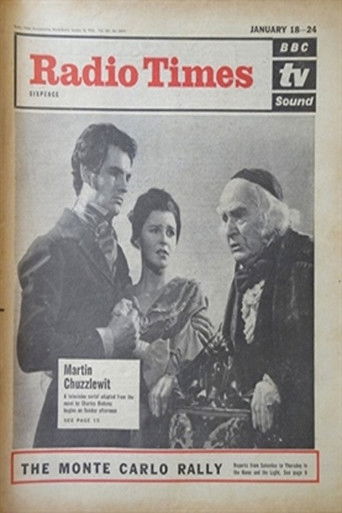 JANUARY 18—24
Radio Times
SIXPENCE
BBC
tv
Sound
Martin
Chuzzlewit
A television serial adapted from the
novel by Charles Dickens
begins on Sunday afternoon
SEE PAGE 15
THE MONTE CARLO RALLY
Reports from Saturday to Thursday in
the Home and the Light. See page 9